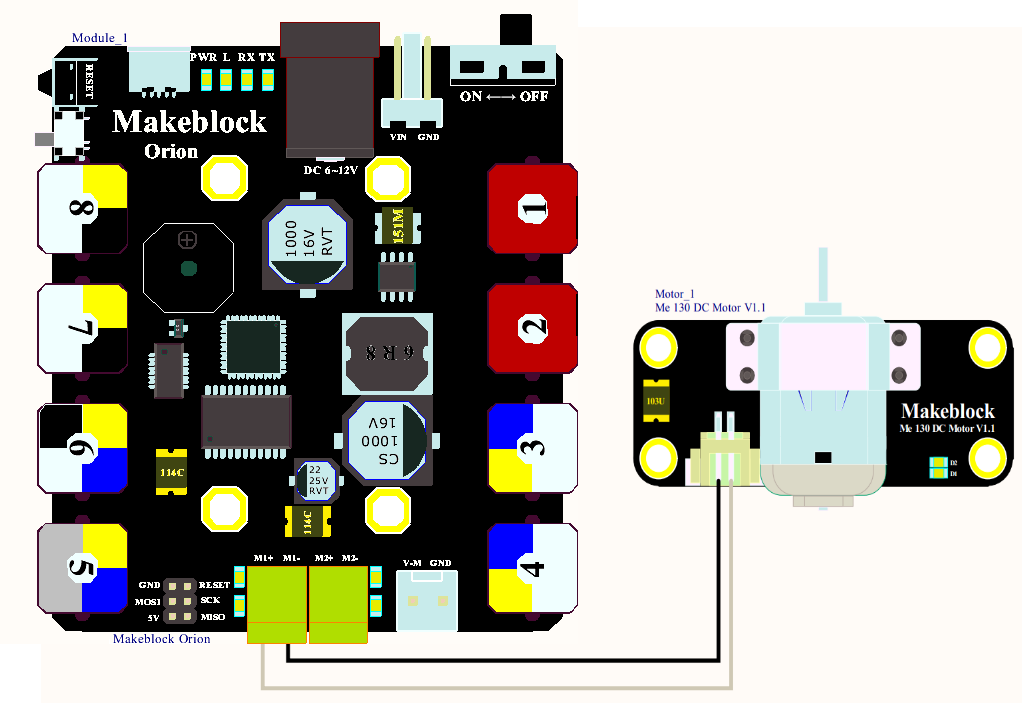 Module_1
PWR L RX TX
RESET
ON ←→ OFF
Makeblock
Orion
VIN GND
DC 6~12V
8
1
1000
16V
RVT
151M
7
2
6 R 8
6
3
CS
1000
16V
114C
22
25V
RVT
114C
5
4
M1+ M1- M2+ M2-
V-M GND
GND RESET
MOSI SCK
5V MISO
Makeblock Orion
Motor_1
Me 130 DC Motor V1.1
103U
Makeblock
Me 130 DC Motor V1.1
D2
D1